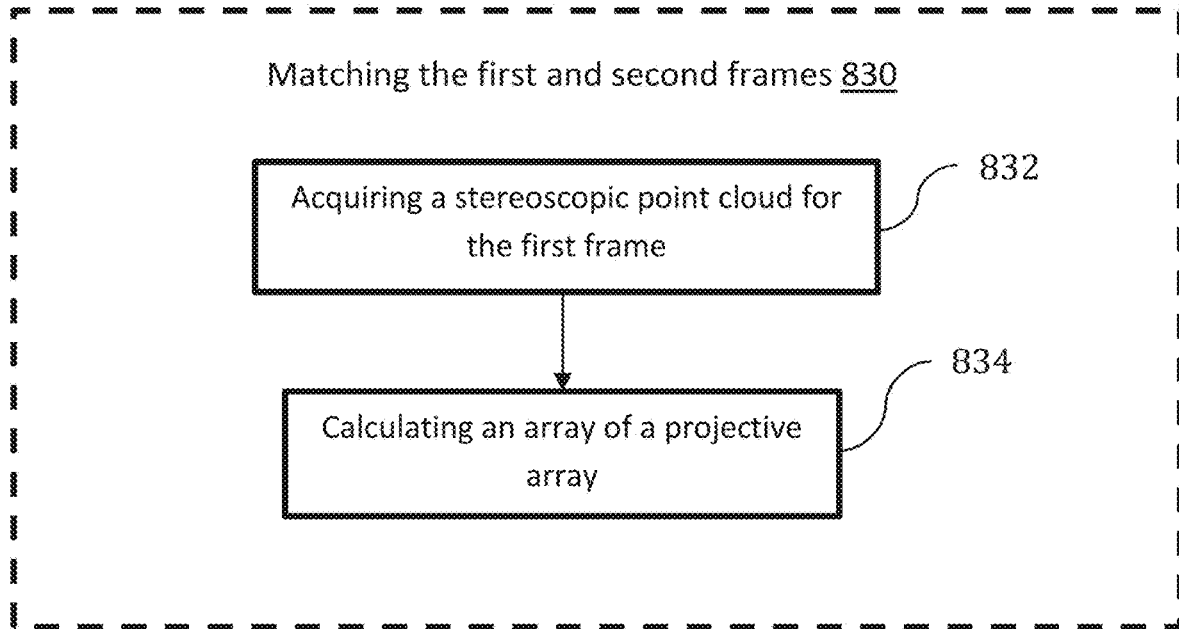 Matching the first and second frames 830
832
Acquiring a stereoscopic point cloud for
the first frame
834
Calculating an array of a projective
array